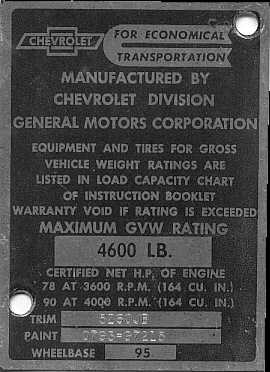 CHEVROLET
FOR ECONOMICAL
TRANSPORTATION
MANUFACTURED BY
CHEVROLET DIVISION
GENERAL MOTORS CORPORATION
EQUIPMENT AND TIRES FOR GROSS
VEHICLE WEIGHT RATINGS ARE
LISTED IN LOAD CAPACITY CHART
OF INSTRUCTION BOOKLET
WARRANTY VOID IF RATING IS EXCEEDED
MAXIMUM GVW RATING
4600 LB.
CERTIFIED NET H.P. OF ENGINE
78 AT 3600 R.P.M. (164 CU. IN.)
90 AT 4000 R.P.M. (164 CU. IN.)
TRIM
PAINT
WHEELBASE 95